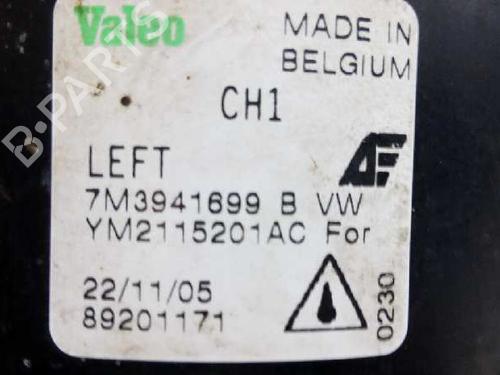 Valeo
MADE IN
BELGIUM
CH1
LEFT
7M3941699 B VW
YM2115201AC For
22/11/05
89201171
0230
B-PARTS